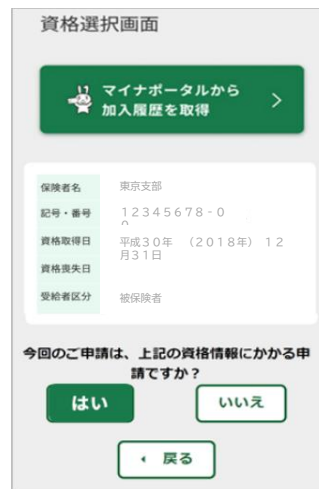 資格選択画面
マイナポータルから
加入履歴を取得
保険者名 東京支部
記号・番号 12345678-0
資格取得日 平成30年 (2018年) 12
月31日
資格喪失日
受給者区分 被保険者
今回のご申請は、上記の資格情報にかかる申
請ですか？
はい いいえ
戻る